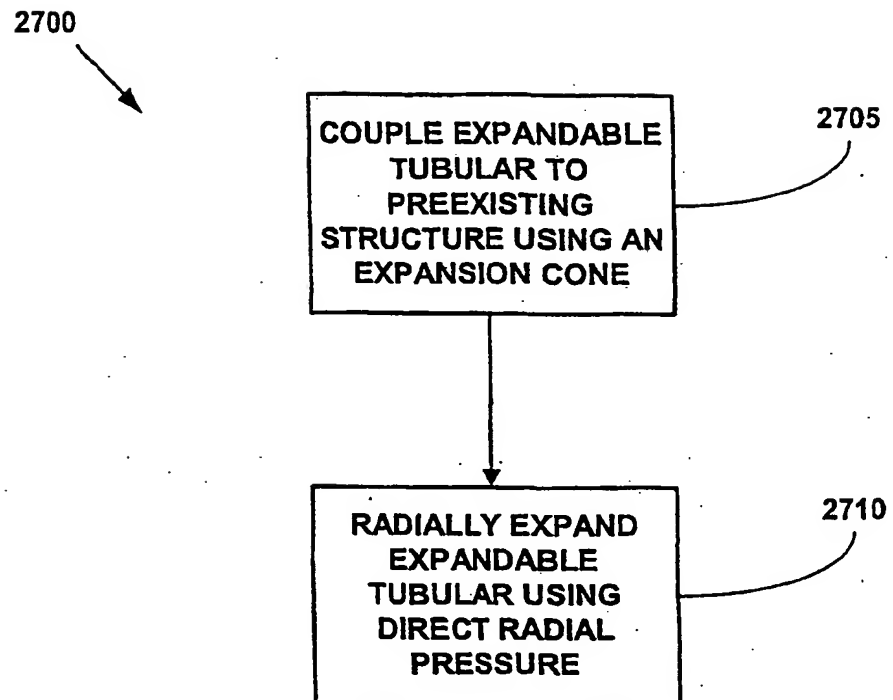 2700
COUPLE EXPANDABLE
TUBULAR TO
PREEXISTING
STRUCTURE USING AN
EXPANSION CONE
2705
RADIALLY EXPAND
EXPANDABLE
TUBULAR USING
DIRECT RADIAL
PRESSURE
2710